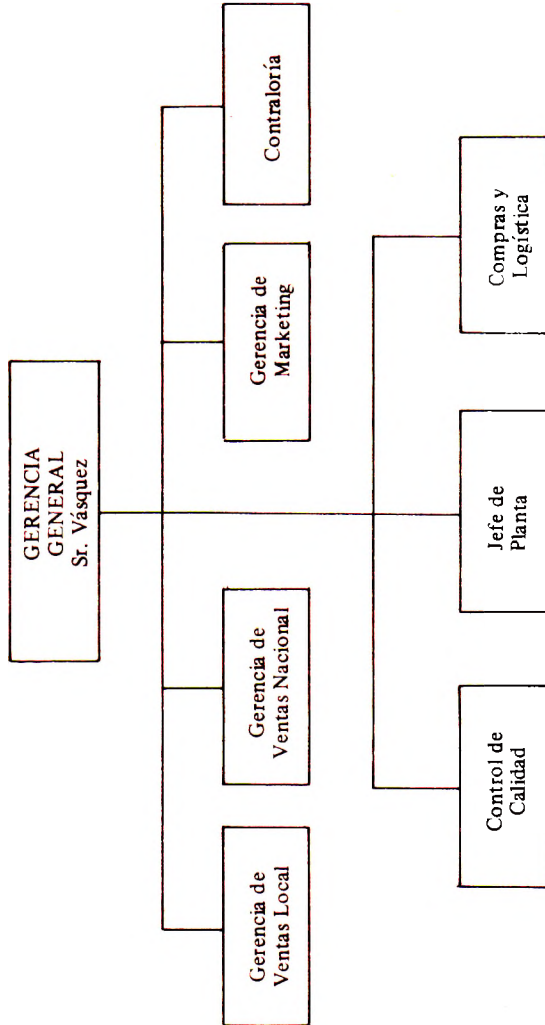 GERENCIA
GENERAL
Sr. Vásquez
Gerencia de
Ventas Local
Gerencia de
Ventas Nacional
Gerencia de
Marketing
Contraloría
Control de
Calidad
Jefe de
Planta
Compras y
Logística